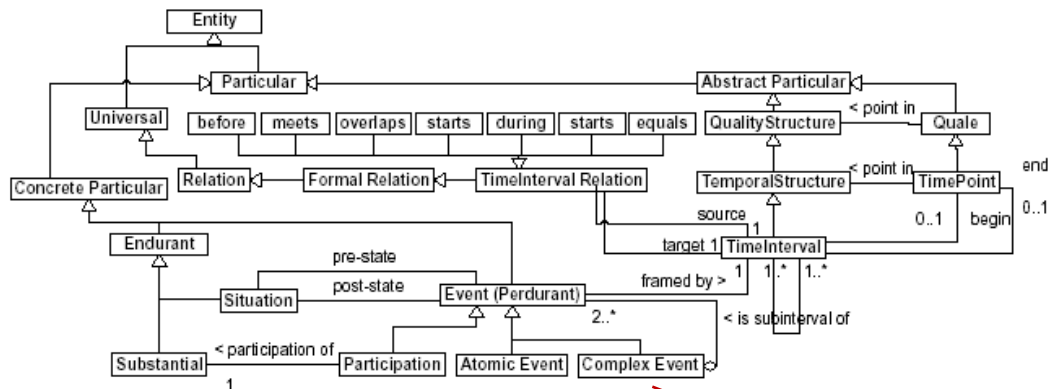 Entity
Particular
Abstract Particular
Universal
before meets overlaps starts during starts equals
QualityStructure
< point in
Quale
Concrete Particular
Relation
Formal Relation
TimeInterval Relation
TemporalStructure
< point in
TimePoint
end
0..1
Endurant
source
1
0..1
begin
target 1
TimeInterval
pre-state
post-state
Situation
Event (Perdurant)
framed by >
1
1..*
1..*
2..*
< is subinterval of
Substantial
< participation of
1
Participation
Atomic Event
Complex Event